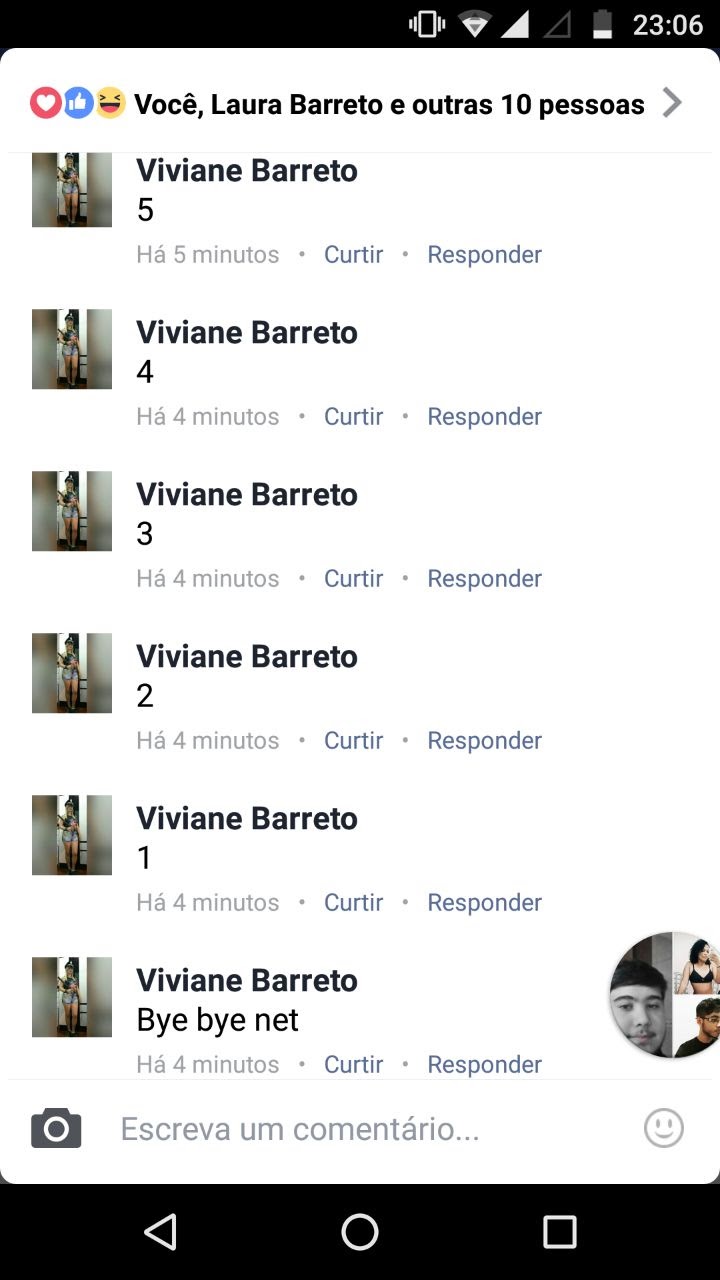 23:06
Você, Laura Barreto e outras 10 pessoas
Viviane Barreto
5
Há 5 minutos • Curtir • Responder
Viviane Barreto
4
Há 4 minutos • Curtir • Responder
Viviane Barreto
3
Há 4 minutos • Curtir • Responder
Viviane Barreto
2
Há 4 minutos • Curtir • Responder
Viviane Barreto
1
Há 4 minutos • Curtir • Responder
Viviane Barreto
Bye bye net
Há 4 minutos • Curtir • Responder
Escreva um comentário...